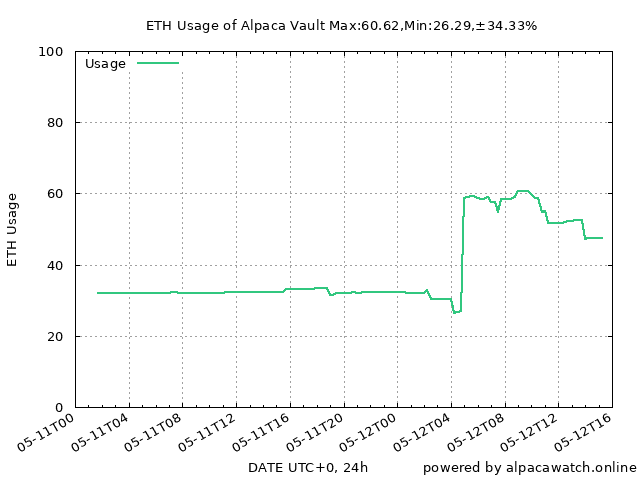 ETH Usage of Alpaca Vault Max:60.62,Min:26.29,±34.33%
100
Usage
80
60
ETH Usage
40
20
0
05-11T00
05-11T04
05-11T08
05-11T12
05-11T16
05-11T20
05-12T00
05-12T04
05-12T08
05-12T12
05-12T16
DATE UTC+0, 24h
powered by alpacawatch.online